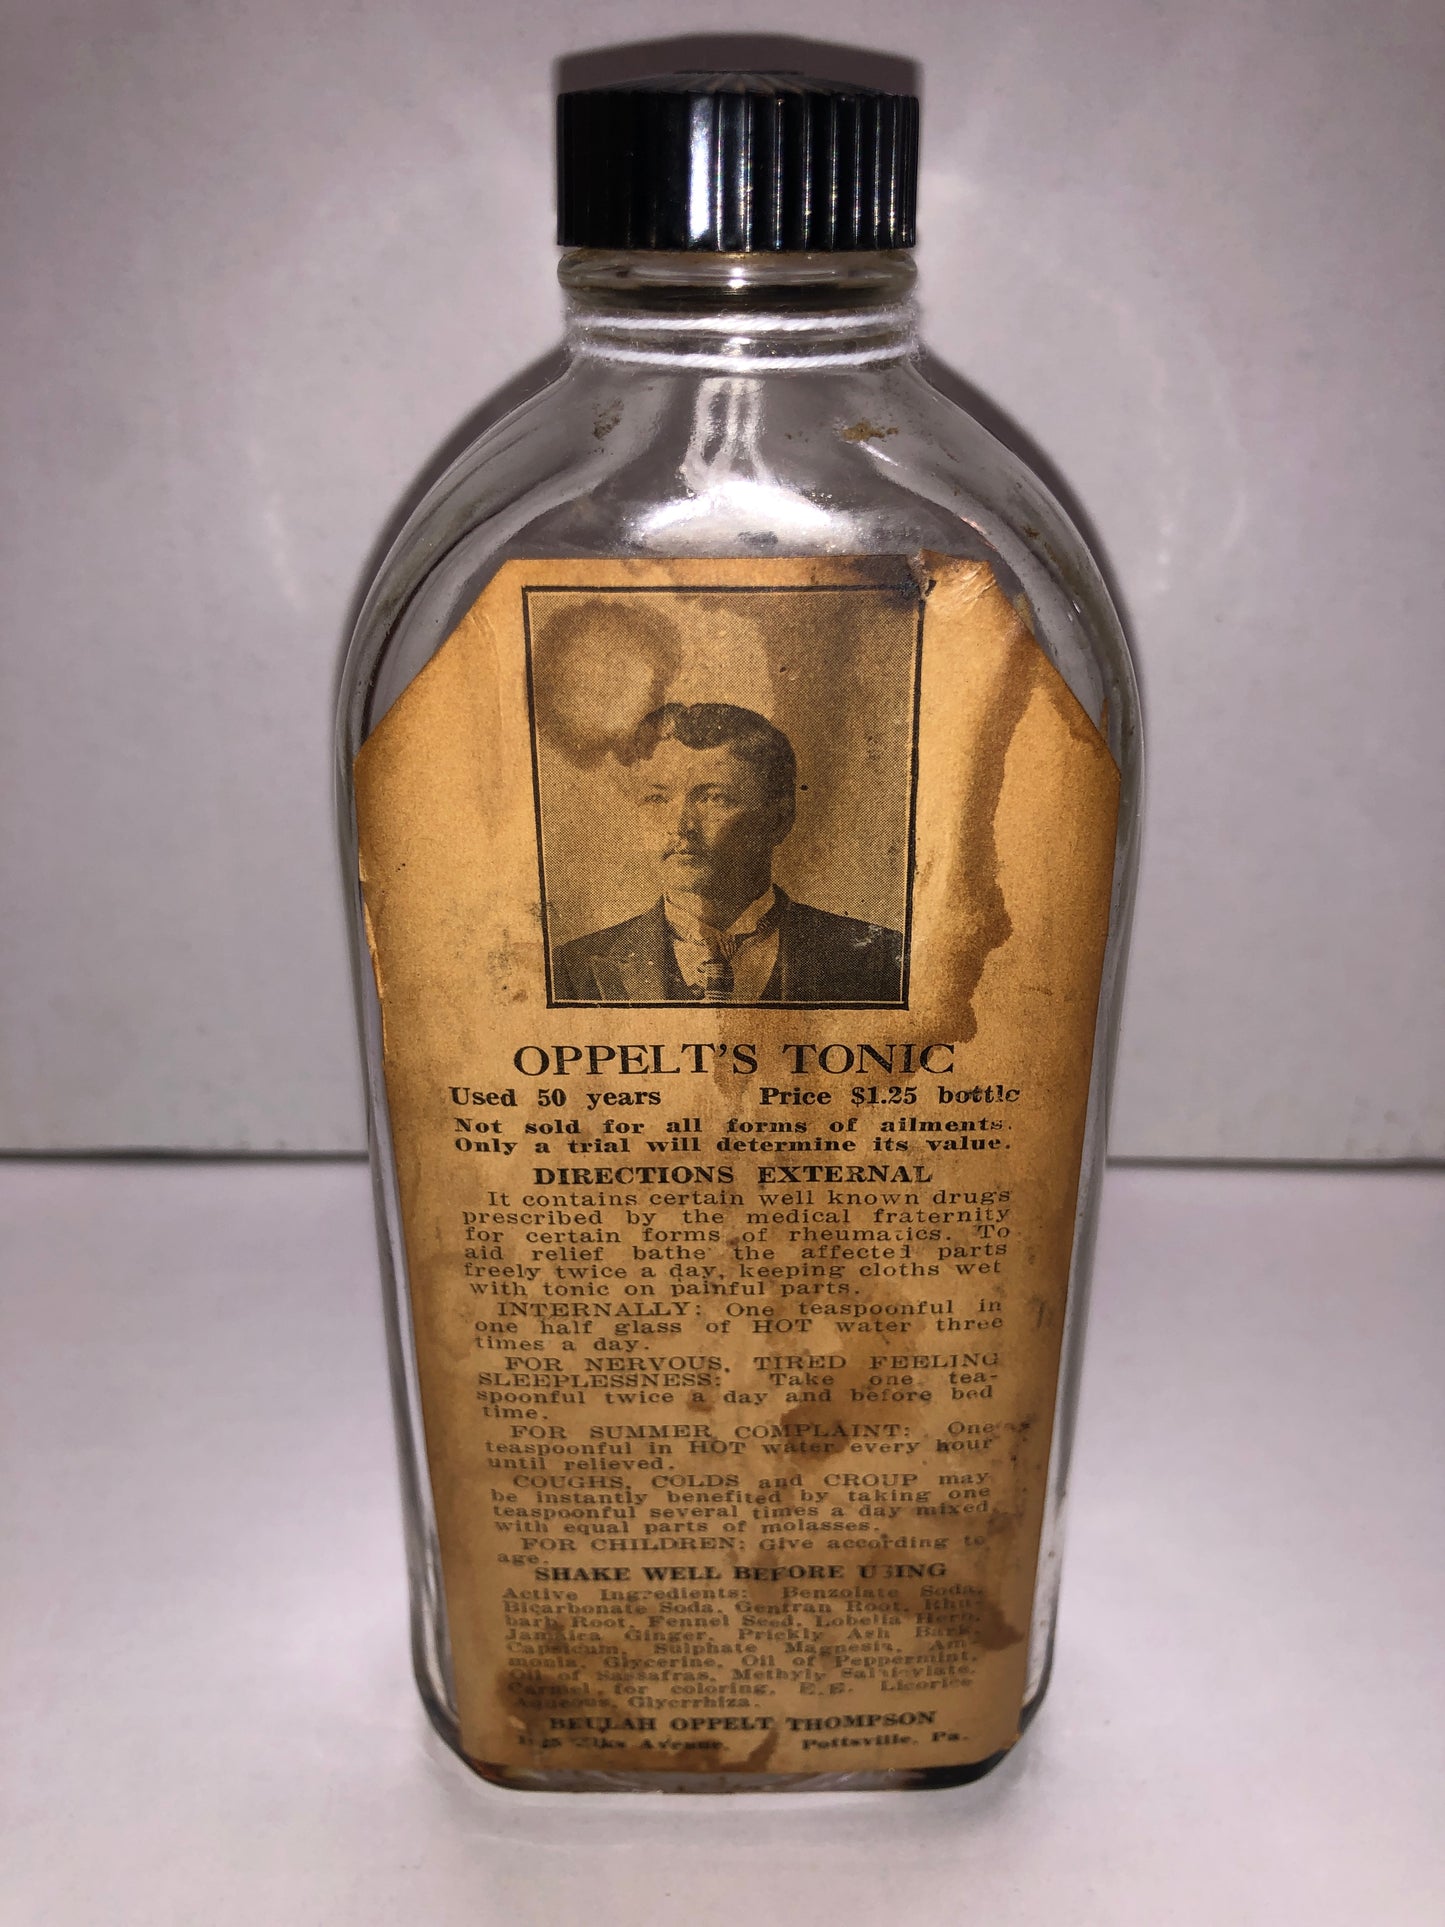 OPPELT'S TONIC
Used 50 years Price $1.25 bottle
Not sold for all forms of ailments.
Only a trial will determine its value.
DIRECTIONS EXTERNAL
It contains certain well known drugs
prescribed by the medical fraternity
for certain forms of rheumatics. To
aid relief bathe the affected parts
freely twice a day, keeping cloths wet
with tonic on painful parts.
INTERNALLY: One teaspoonful in
one half glass of HOT water three
times a day.
FOR NERVOUS, TIRED FEELING
SLEEPLESSNESS: Take one tea-
spoonful twice a day and before bed
time.
FOR SUMMER COMPLAINT: One
teaspoonful in HOT water every hour
until relieved.
COUGHS, COLDS and CROUP may
be instantly benefited by taking one
teaspoonful several times a day mixed
with equal parts of molasses.
FOR CHILDREN: Give according to
age.
SHAKE WELL BEFORE USING
Active Ingredients: Benzolate Soda,
Bicarbonate Soda, Gentran Root, Rhu-
barb Root, Fennel Seed, Lobelia Herb,
Jamaica Ginger, Prickly Ash Bark,
Capsicum, Sulphate Magnesia, Am-
monia, Glycerine, Oil of Peppermint,
Oil of Sassafras, Methyly Salicylate,
Carmel for coloring, E.E. Licorice
Aqueous, Glycrrhiza.
BEULAH OPPELT THOMPSON
Avenue, Pottsville, Pa.